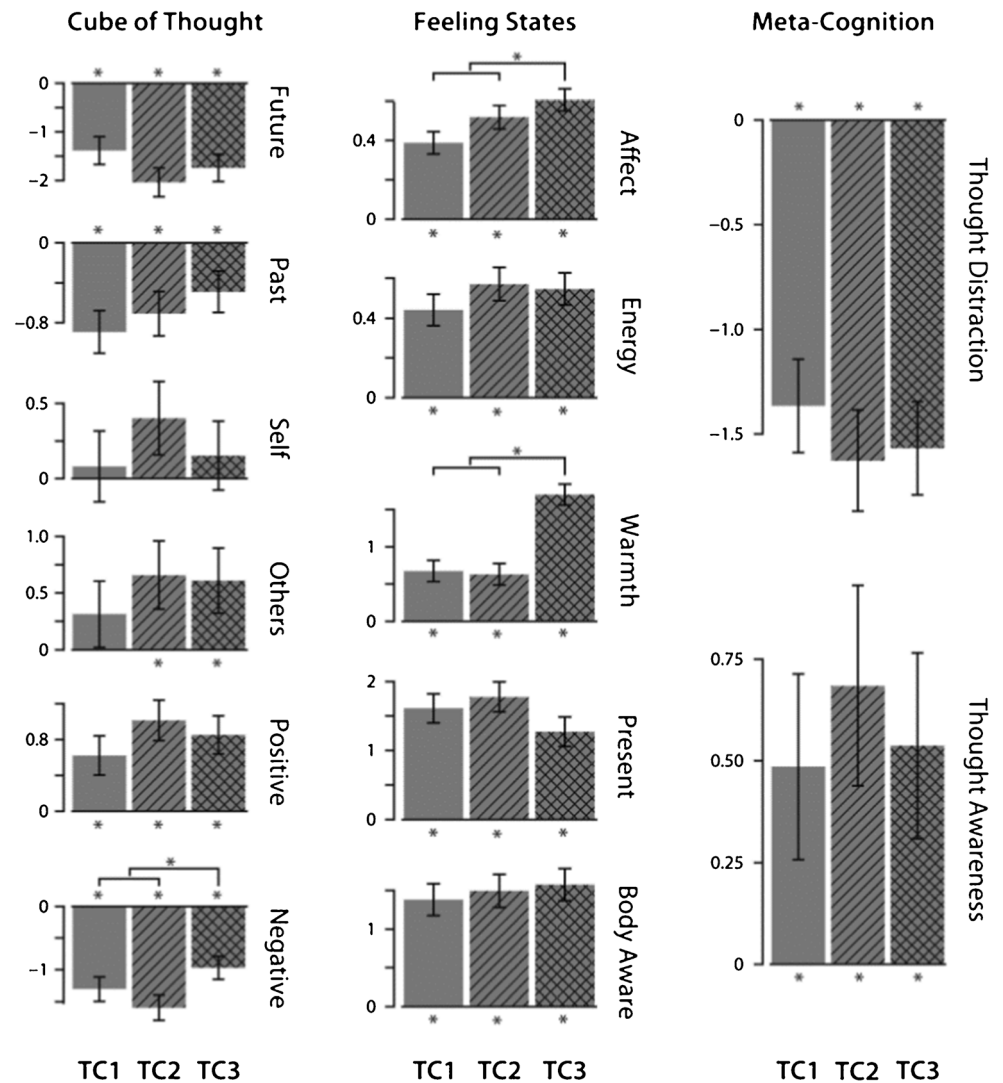 Cube of Thought
* * *
0
-1
-2
Future
* * *
0
-0.8
Past
0.5
0
Self
1.0
0.5
0
Others
* *
0.8
0
Positive
* * *
*
* * *
0
-1
Negative
TC1 TC2 TC3
Feeling States
*
0.4
0
Affect
* * *
0.4
0
Energy
* * *
*
1
0
Warmth
* * *
2
1
0
Present
* * *
1
0
Body Aware
* * *
TC1 TC2 TC3
Meta-Cognition
* * *
0
-0.5
-1.0
-1.5
Thought Distraction
0.75
0.50
0.25
0
Thought Awareness
* * *
TC1 TC2 TC3